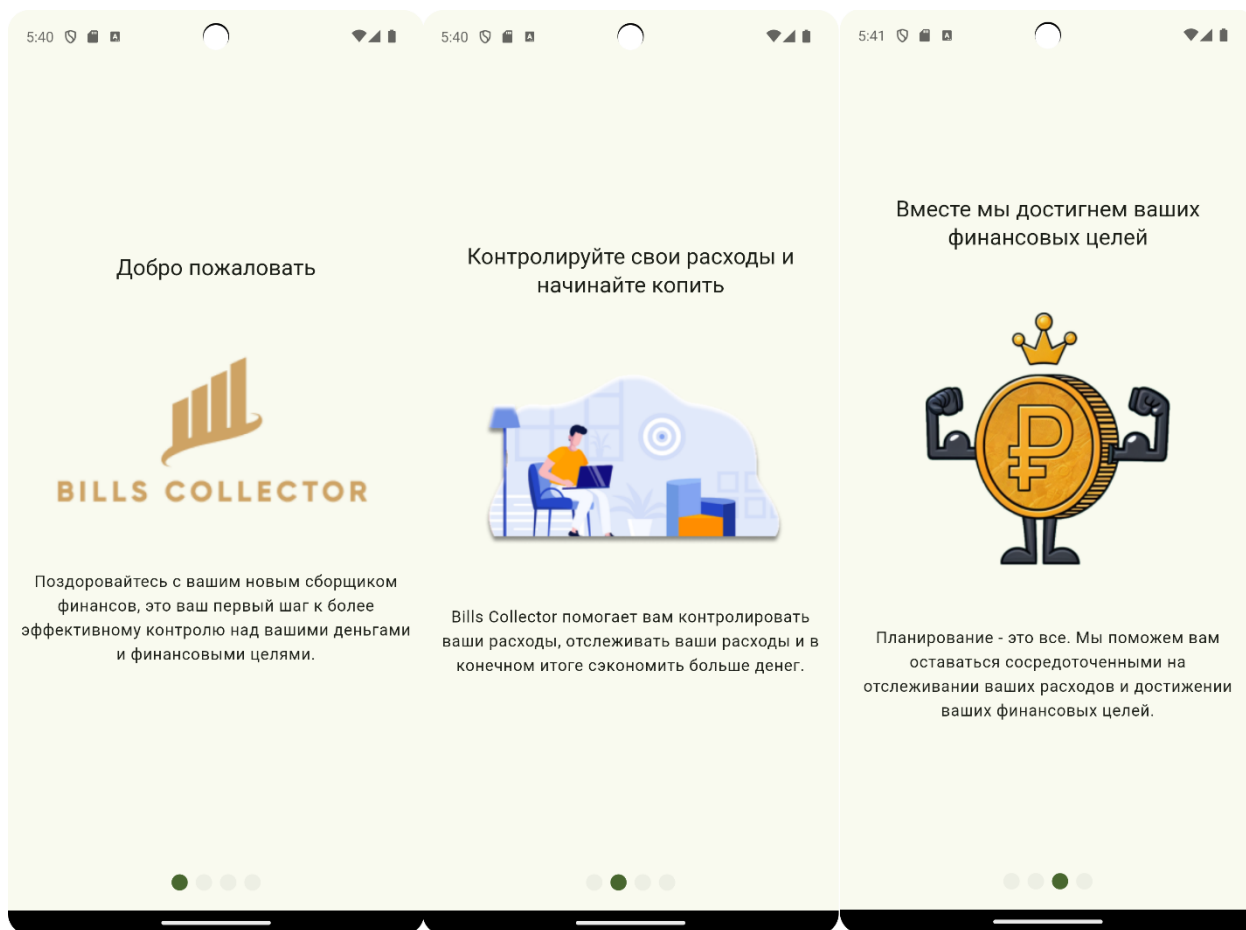 5:40
Добро пожаловать
BILLS COLLECTOR
Поздоровайтесь с вашим новым сборщиком
финансов, это ваш первый шаг к более
эффективному контролю над вашими деньгами
и финансовыми целями.
5:40
Контролируйте свои расходы и
начинайте копить
Bills Collector помогает вам контролировать
ваши расходы, отслеживать ваши расходы и в
конечном итоге сэкономить больше денег.
5:41
Вместе мы достигнем ваших
финансовых целей
Планирование - это все. Мы поможем вам
оставаться сосредоточенными на
отслеживании ваших расходов и достижении
ваших финансовых целей.